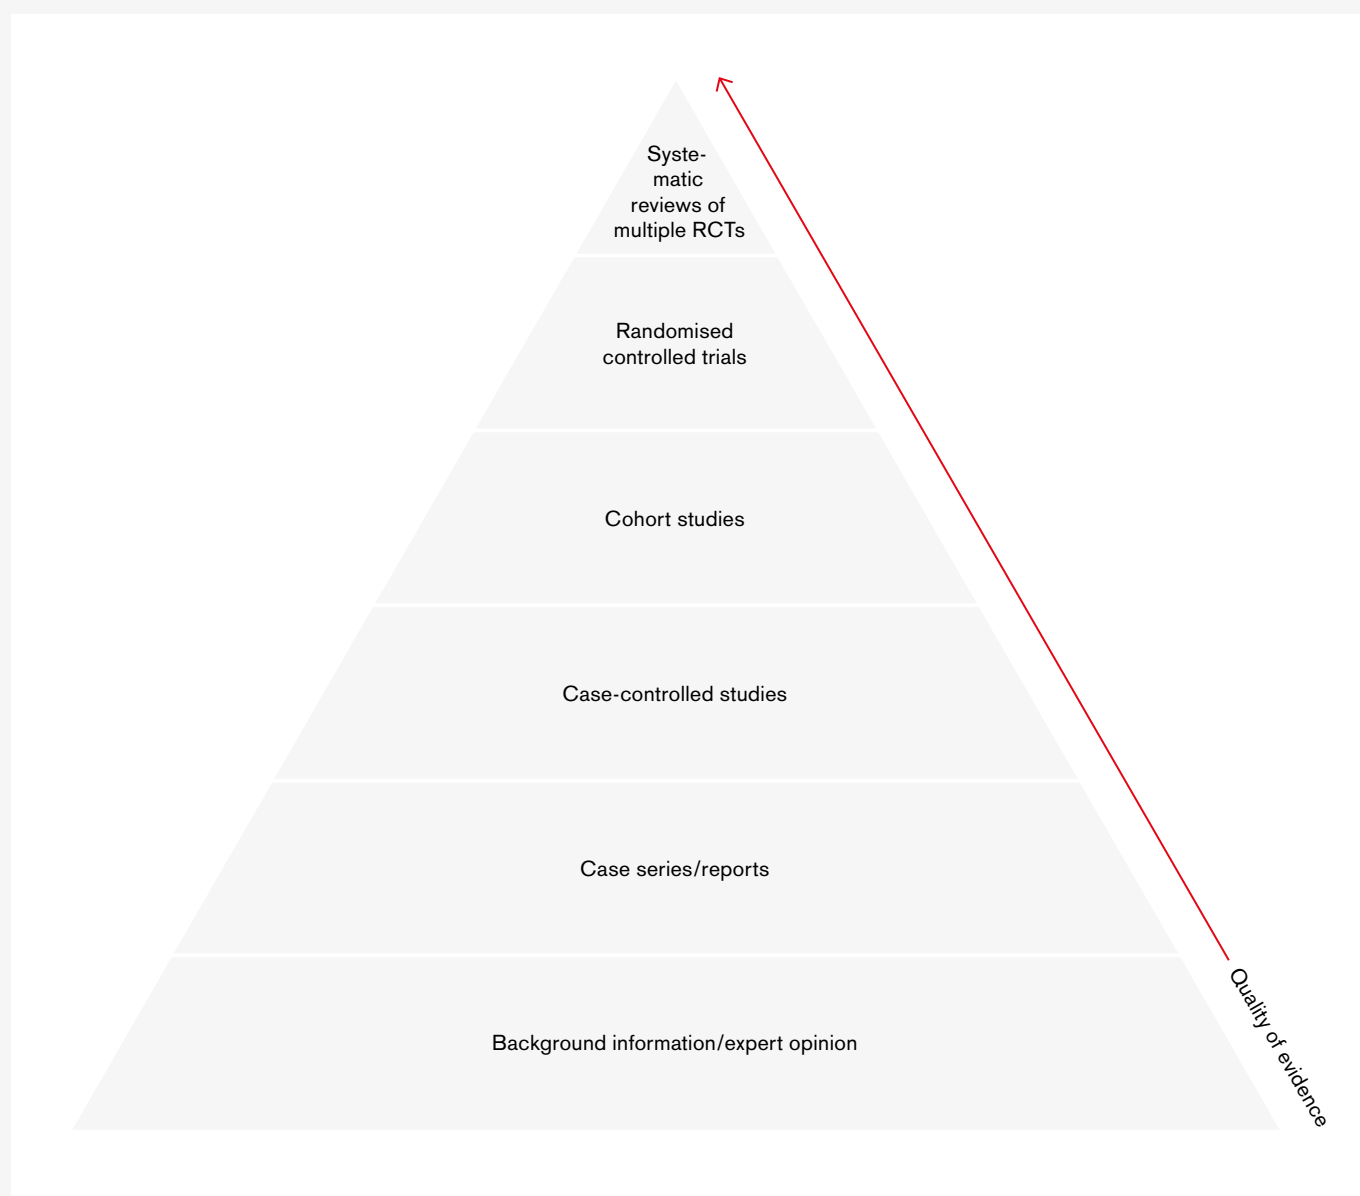 Syste-
matic
reviews of
multiple RCTs
Randomised
controlled trials
Cohort studies
Case-controlled studies
Case series/reports
Background information/expert opinion
Quality of evidence